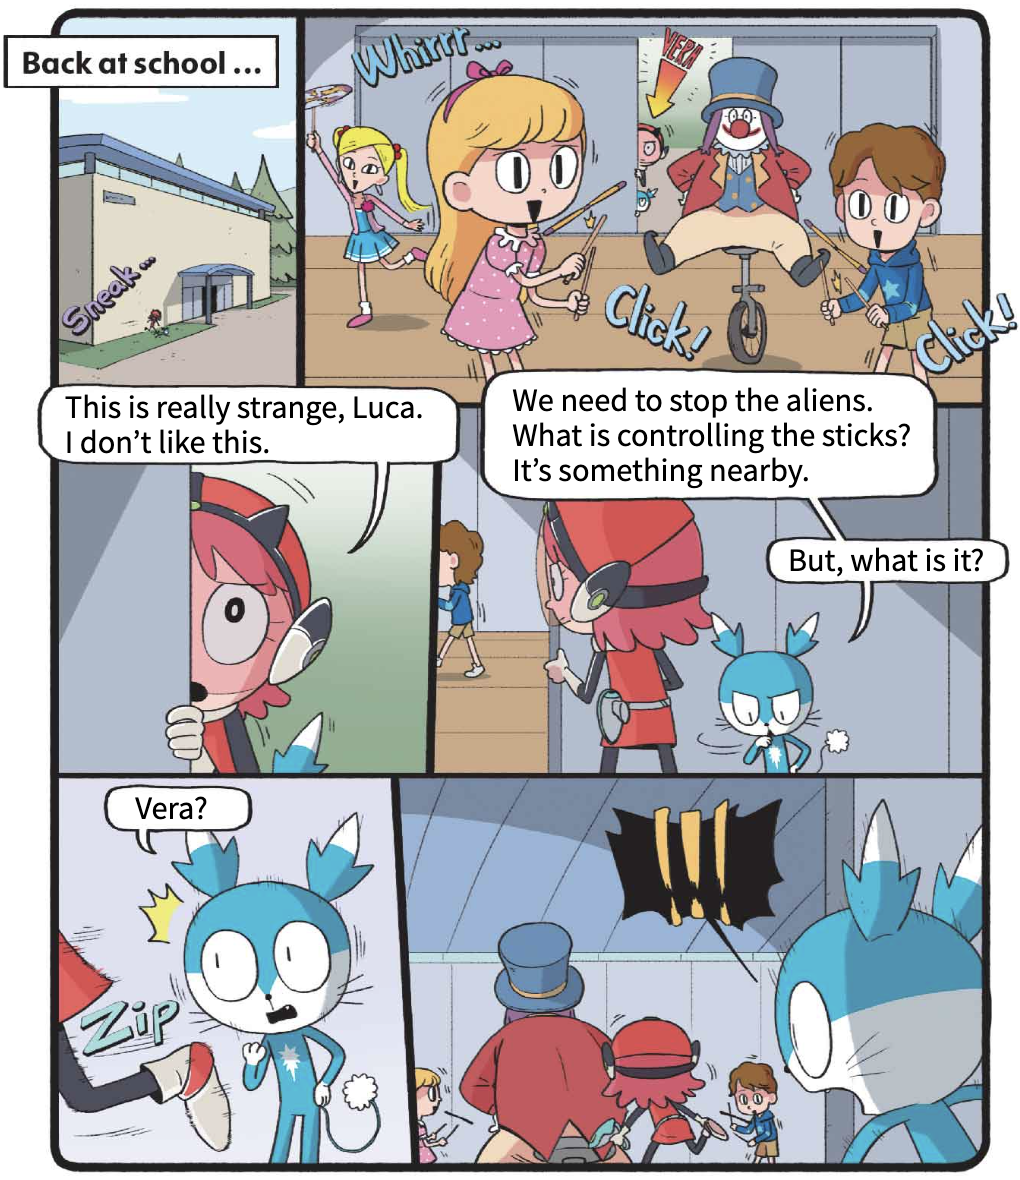 Back at school ...
Sneak ...
Whirrr ...
VERA
Click!
Click!
This is really strange, Luca.
I don't like this.
We need to stop the aliens.
What is controlling the sticks?
It's something nearby.
But, what is it?
Vera?
Zip
!!!